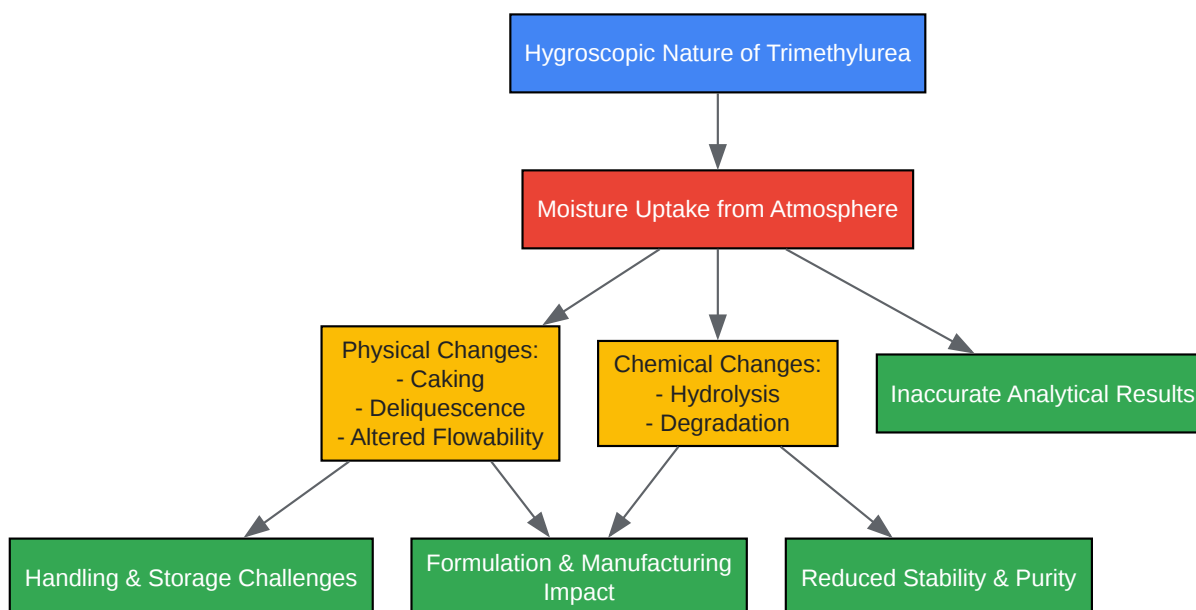 Hygroscopic Nature of Trimethylurea
Moisture Uptake from Atmosphere
Physical Changes:
- Caking
- Deliquescence
- Altered Flowability
Chemical Changes:
- Hydrolysis
- Degradation
Inaccurate Analytical Results
Handling & Storage Challenges
Formulation & Manufacturing
Impact
Reduced Stability & Purity